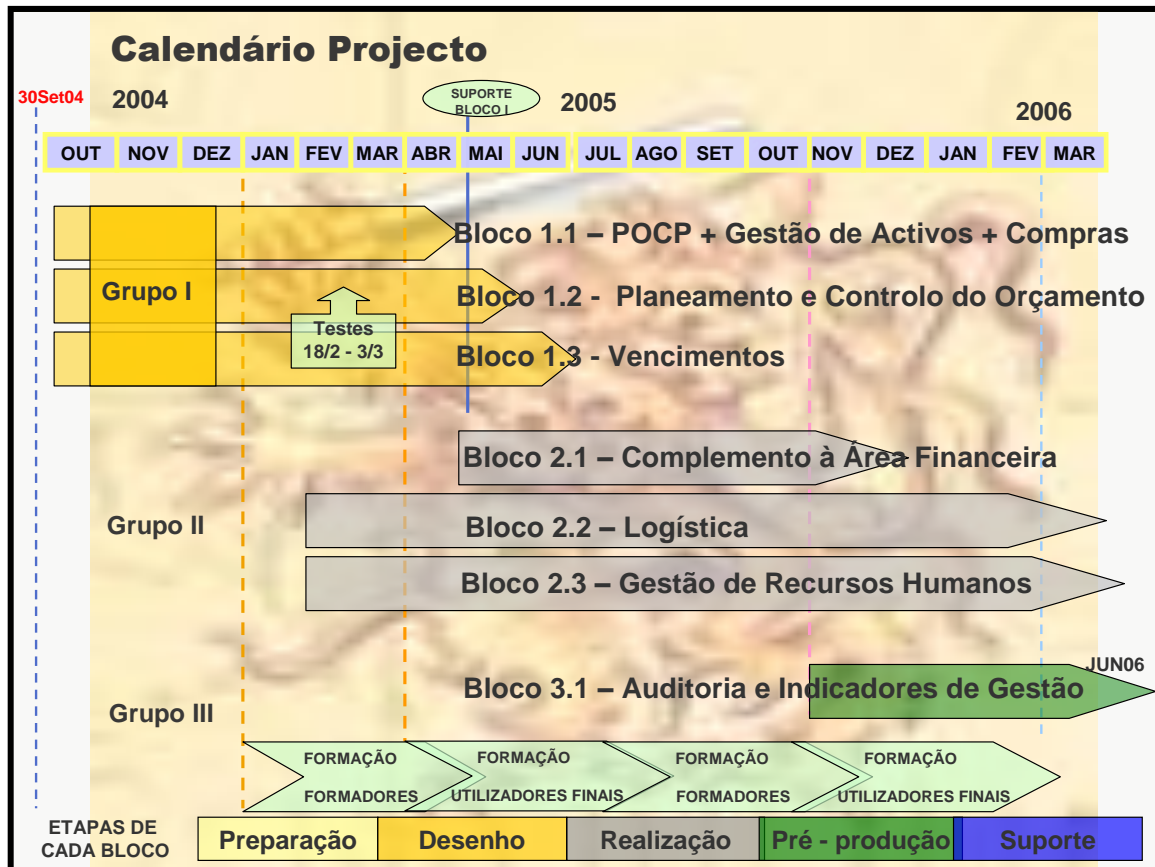 Calendário Projecto
30Set04
2004
SUPORTE
BLOCO I
2005
2006
OUT NOV DEZ JAN FEV MAR ABR MAI JUN JUL AGO SET OUT NOV DEZ JAN FEV MAR
Bloco 1.1 – POCP + Gestão de Activos + Compras
Grupo I
Bloco 1.2 - Planeamento e Controlo do Orçamento
Testes
18/2 - 3/3
Bloco 1.3 - Vencimentos
Bloco 2.1 – Complemento à Área Financeira
Grupo II
Bloco 2.2 – Logística
Bloco 2.3 – Gestão de Recursos Humanos
JUN06
Bloco 3.1 – Auditoria e Indicadores de Gestão
Grupo III
FORMAÇÃO
FORMADORES
FORMAÇÃO
UTILIZADORES FINAIS
FORMAÇÃO
FORMADORES
FORMAÇÃO
UTILIZADORES FINAIS
ETAPAS DE
CADA BLOCO
Preparação Desenho Realização Pré - produção Suporte